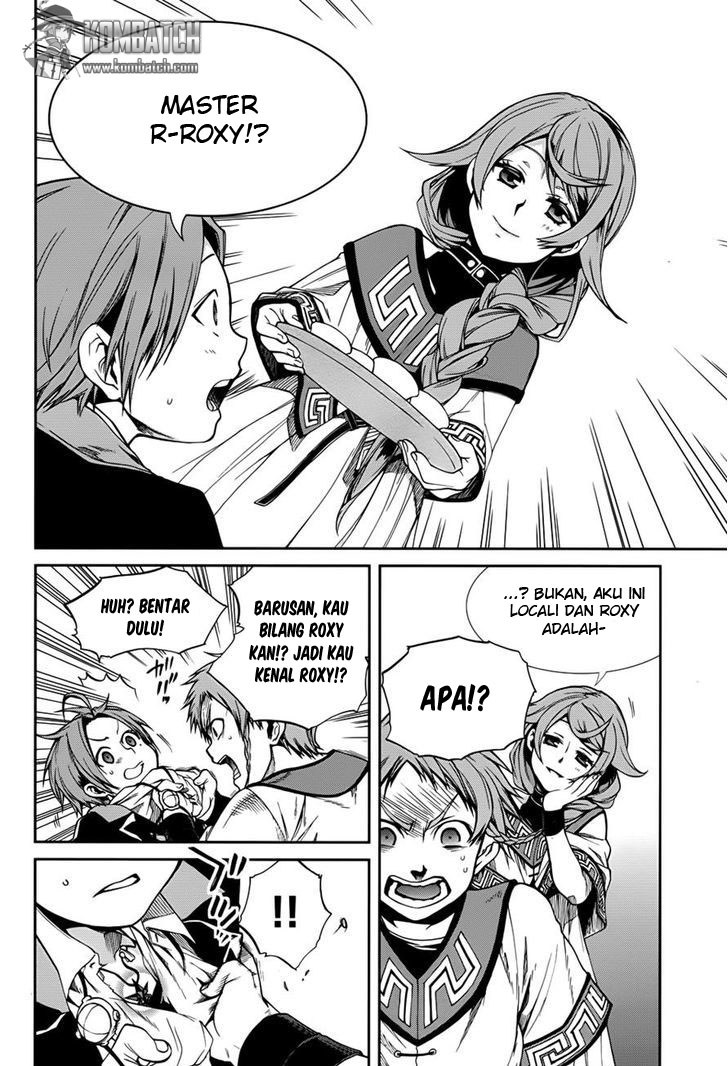 KOMBATCH
www.kombatch.com
MASTER
R-ROXY!?
...? BUKAN, AKU INI
LOCALI DAN ROXY
ADALAH-
APA!?
BARUSAN, KAU
BILANG ROXY
KAN!? JADI KAU
KENAL ROXY!?
HUH? BENTAR
DULU!
!!